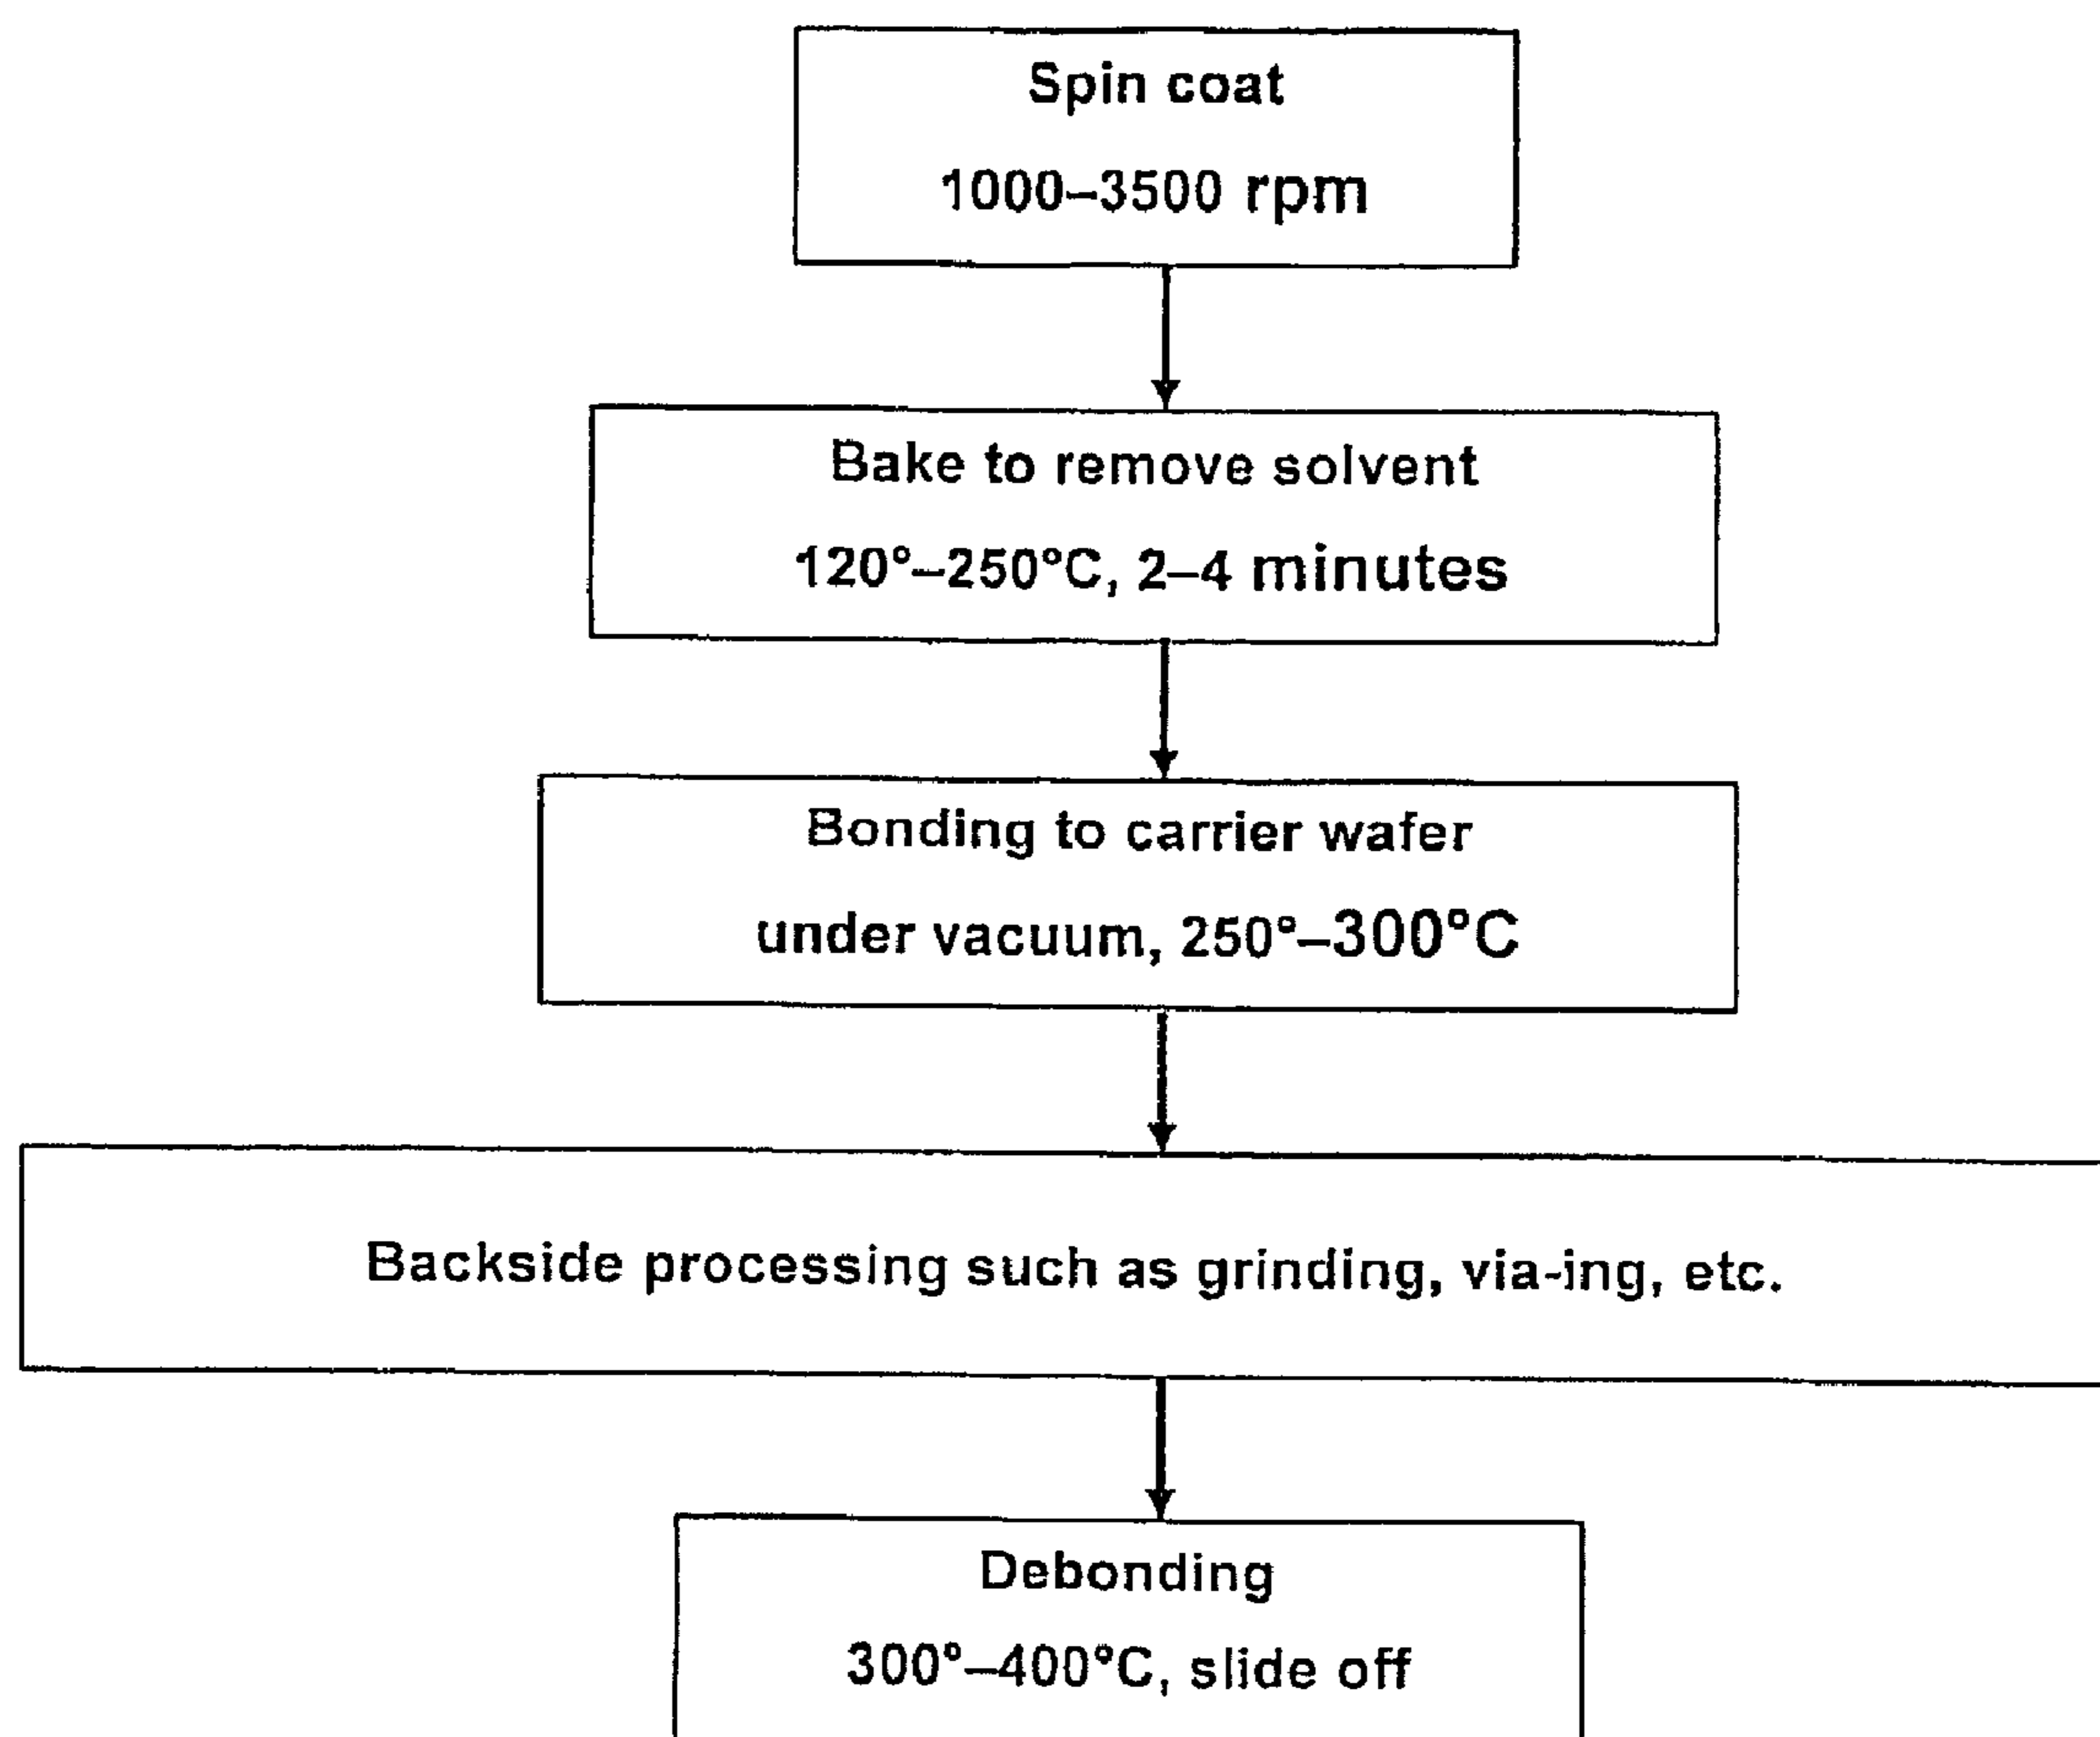 Spin coat
1000–3500 rpm
Bake to remove solvent
120°–250°C, 2–4 minutes
Bonding to carrier wafer
under vacuum, 250°–300°C
Backside processing such as grinding, via-ing, etc.
Debonding
300°–400°C, slide off